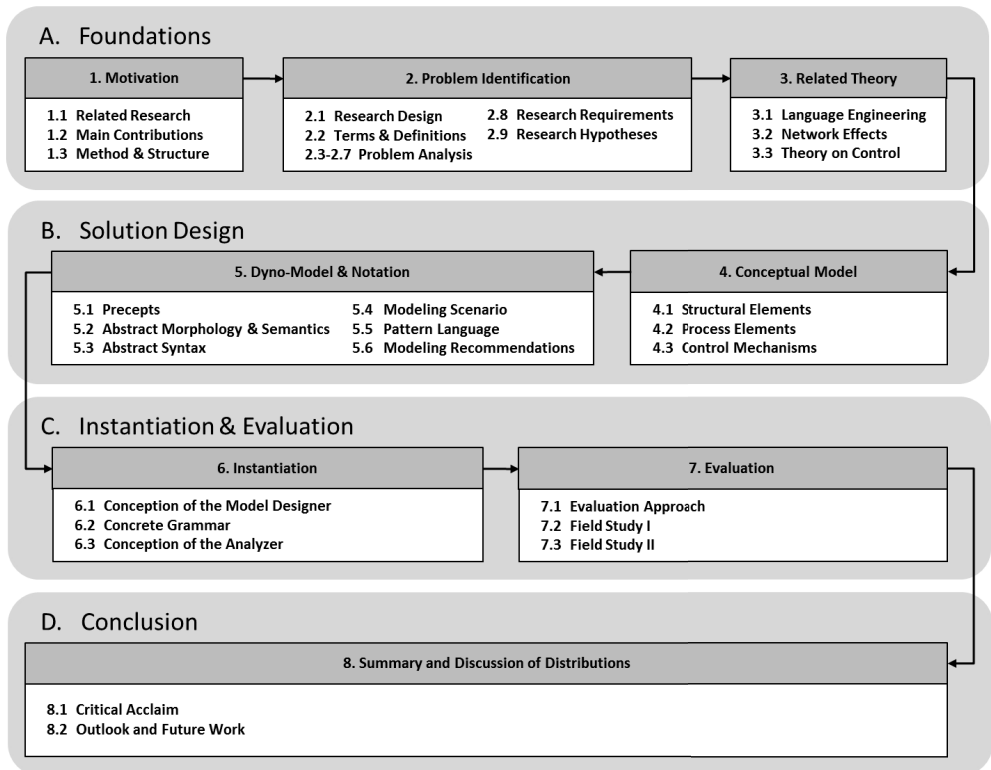 A. Foundations
1. Motivation
1.1 Related Research
1.2 Main Contributions
1.3 Method & Structure
2. Problem Identification
2.1 Research Design
2.2 Terms & Definitions
2.3-2.7 Problem Analysis
2.8 Research Requirements
2.9 Research Hypotheses
3. Related Theory
3.1 Language Engineering
3.2 Network Effects
3.3 Theory on Control
B. Solution Design
5. Dyno-Model & Notation
5.1 Precepts
5.2 Abstract Morphology & Semantics
5.3 Abstract Syntax
5.4 Modeling Scenario
5.5 Pattern Language
5.6 Modeling Recommendations
4. Conceptual Model
4.1 Structural Elements
4.2 Process Elements
4.3 Control Mechanisms
C. Instantiation & Evaluation
6. Instantiation
6.1 Conception of the Model Designer
6.2 Concrete Grammar
6.3 Conception of the Analyzer
7. Evaluation
7.1 Evaluation Approach
7.2 Field Study I
7.3 Field Study II
D. Conclusion
8. Summary and Discussion of Distributions
8.1 Critical Acclaim
8.2 Outlook and Future Work